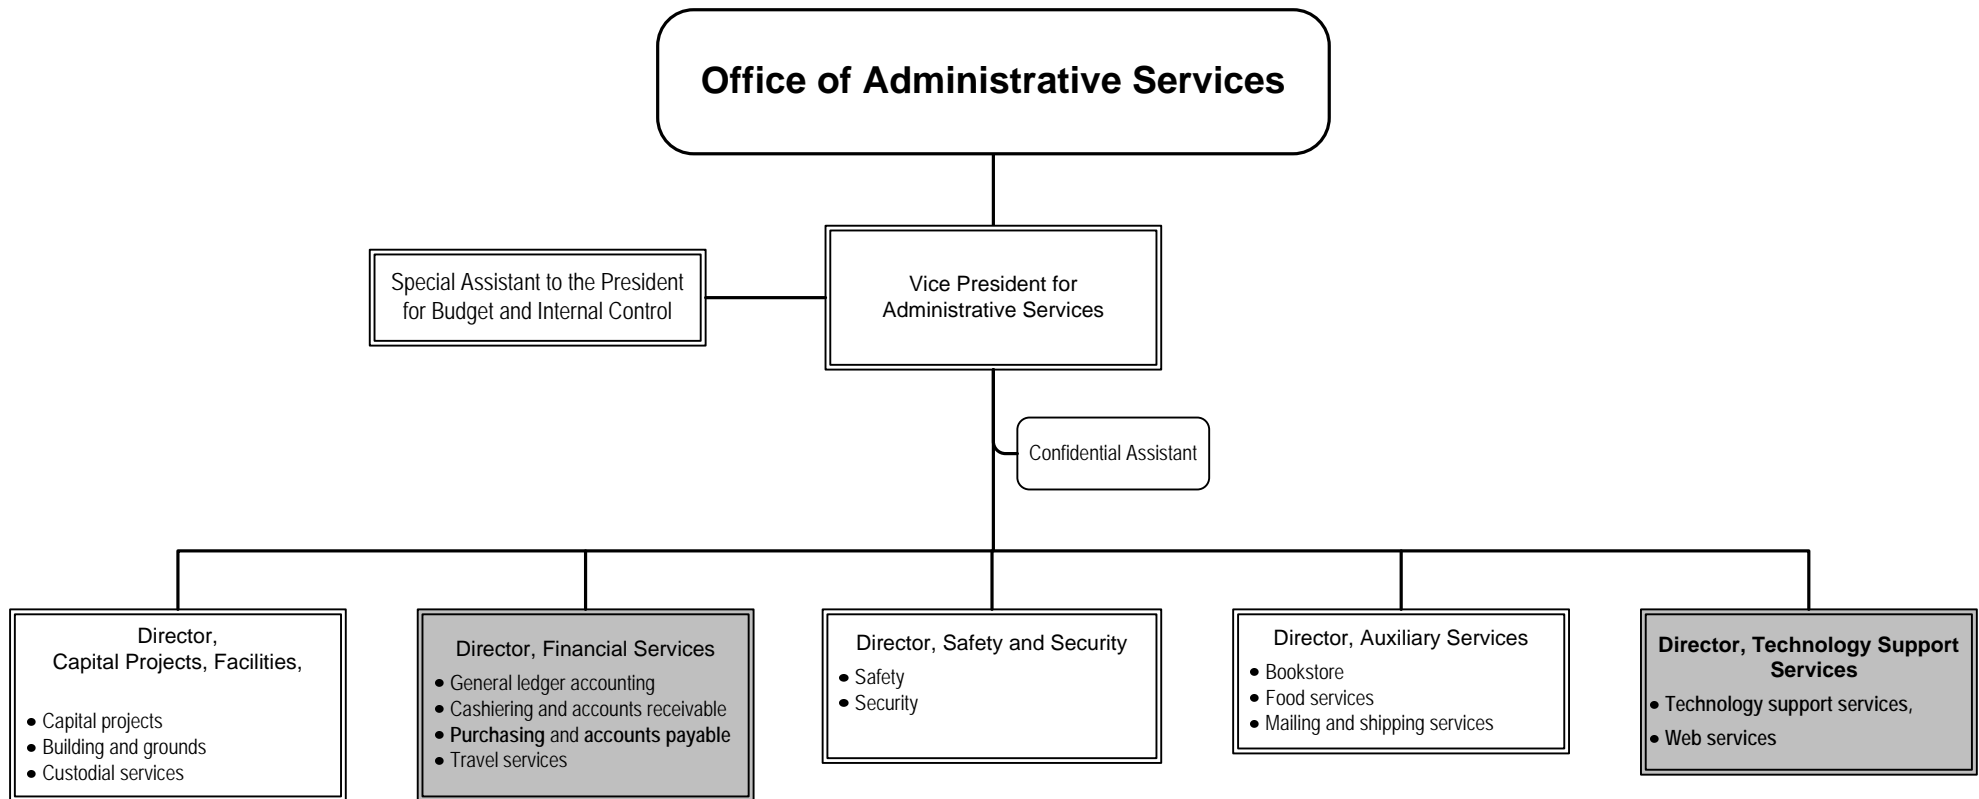 Office of Administrative Services
Special Assistant to the President
for Budget and Internal Control
Vice President for
Administrative Services
Confidential Assistant
Director,
Capital Projects, Facilities,
• Capital projects
• Building and grounds
• Custodial services
Director, Financial Services
• General ledger accounting
• Cashiering and accounts receivable
• Purchasing and accounts payable
• Travel services
Director, Safety and Security
• Safety
• Security
Director, Auxiliary Services
• Bookstore
• Food services
• Mailing and shipping services
Director, Technology Support
Services
• Technology support services,
• Web services